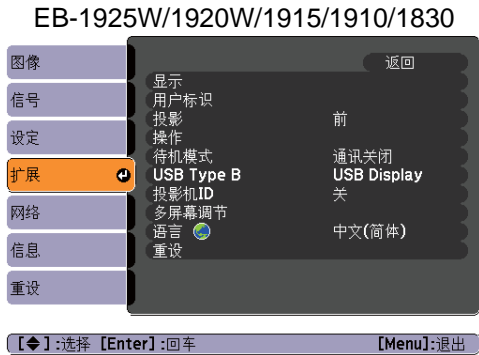 EB-1925W/1920W/1915/1910/1830
图像
信号
设定
扩展
网络
信息
重设
返回
显示
用户标识
投影 前
操作
待机模式 通讯关闭
USB Type B USB Display
投影机ID 关
多屏幕调节
语言 中文(简体)
重设
[◆]:选择 [Enter]:回车 [Menu]:退出